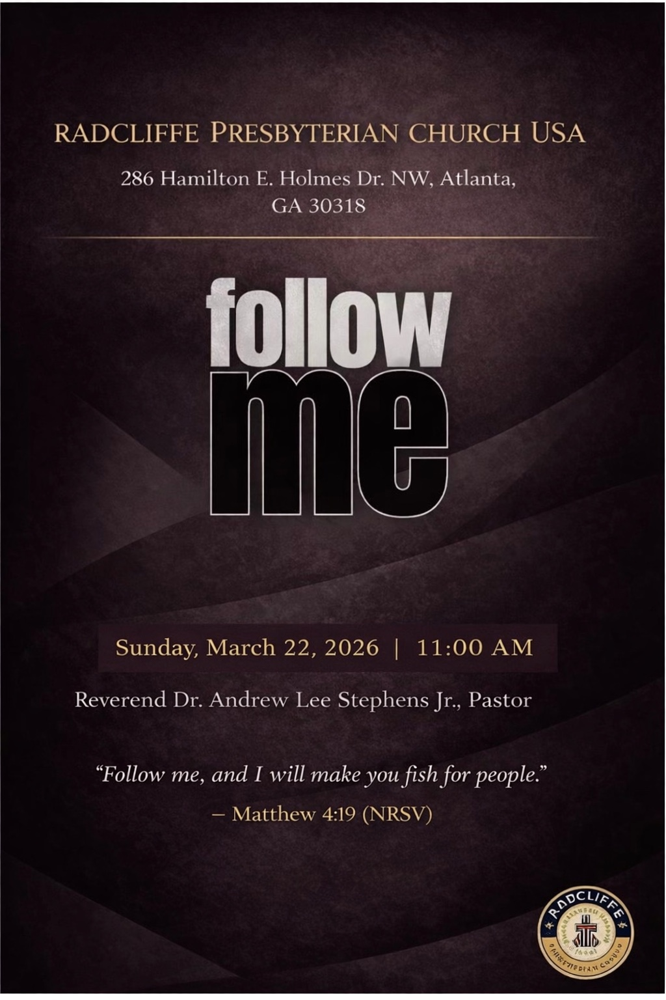 RADCLIFFE PRESBYTERIAN CHURCH USA
286 Hamilton E. Holmes Dr. NW, Atlanta,
GA 30318
follow
me
Sunday, March 22, 2026 | 11:00 AM
Reverend Dr. Andrew Lee Stephens Jr., Pastor
“Follow me, and I will make you fish for people.”
– Matthew 4:19 (NRSV)
RADCLIFFE